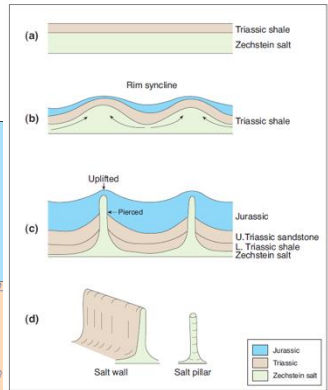 (a)
Triassic shale
Zechstein salt
Rim syncline
(b)
Triassic shale
Uplifted
Pierced
(c)
Jurassic
U.Triassic sandstone
L. Triassic shale
Zechstein salt
(d)
Salt wall
Salt pillar
Jurassic
Triassic
Zechstein salt